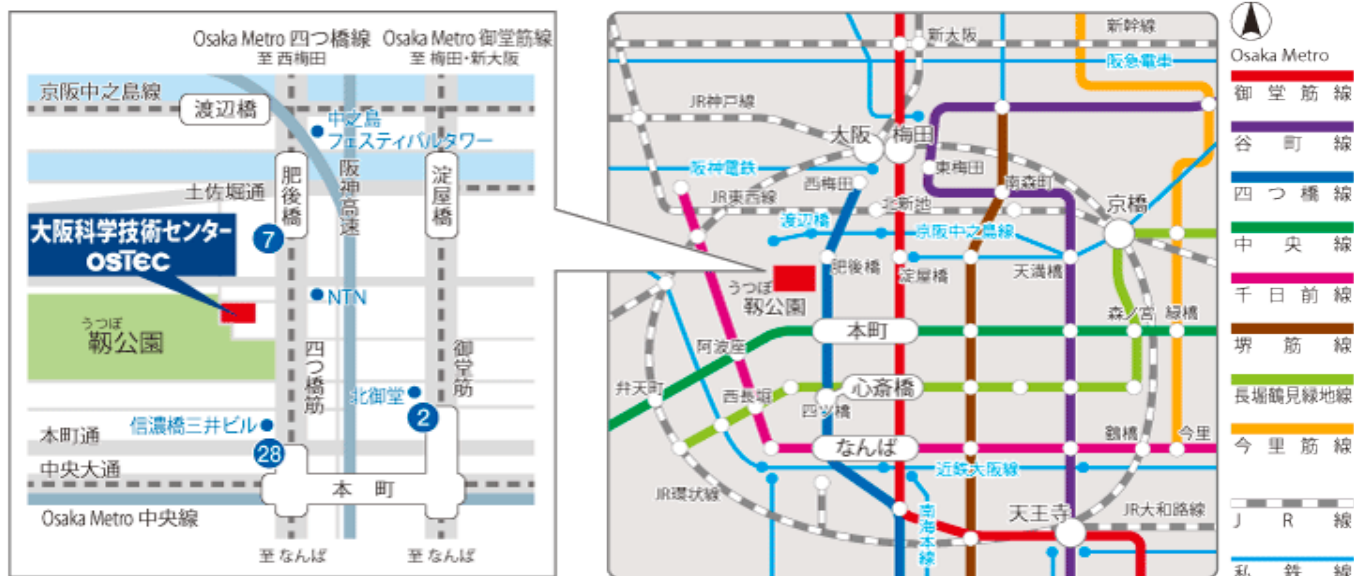 Osaka Metro 四つ橋線
至 西梅田
Osaka Metro 御堂筋線
至 梅田・新大阪
京阪中之島線
渡辺橋
中之島
フェスティバルタワー
肥後橋
阪神高速
淀屋橋
土佐堀通
大阪科学技術センター
OSTEC
7
NTN
うつぼ
靱公園
四つ橋筋
御堂筋
北御堂
2
信濃橋三井ビル
本町通
28
中央大通
本町
Osaka Metro 中央線
至 なんば
至 なんば
新大阪
新幹線
阪急電車
JR神戸線
大阪
梅田
阪神電鉄
西梅田
東梅田
南森町
JR東西線
北新地
京橋
渡辺橋
京阪中之島線
肥後橋
淀屋橋
天満橋
うつぼ
靱公園
森ノ宮
緑橋
本町
阿波座
弁天町
西長堀
心斎橋
四ツ橋
なんば
鶴橋
今里
近鉄大阪線
JR環状線
南海本線
天王寺
JR大和路線
Osaka Metro
御堂筋線
谷町線
四つ橋線
中央線
千日前線
堺筋線
長堀鶴見緑地線
今里筋線
JR線
私鉄線